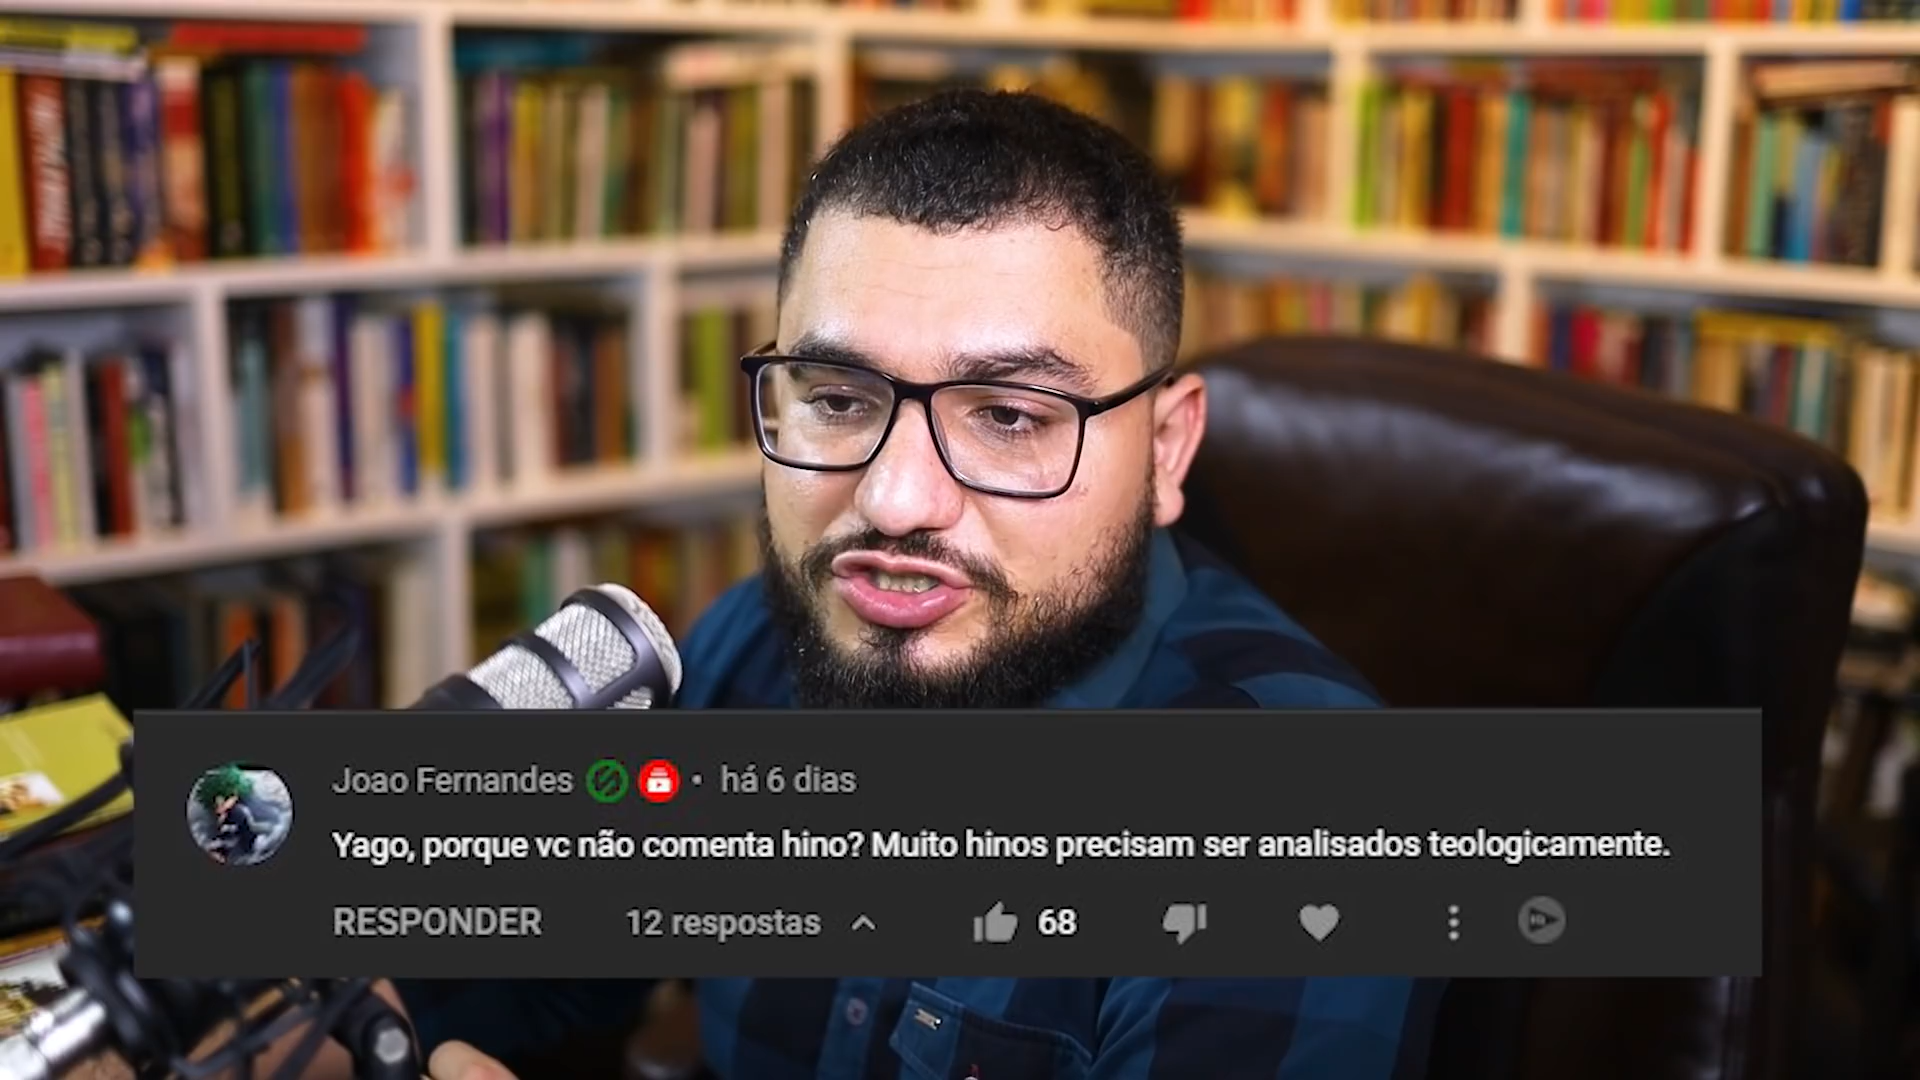 Joao Fernandes • há 6 dias
Yago, porque vc não comenta hino? Muito hinos precisam ser analisados teologicamente.
RESPONDER 12 respostas 68